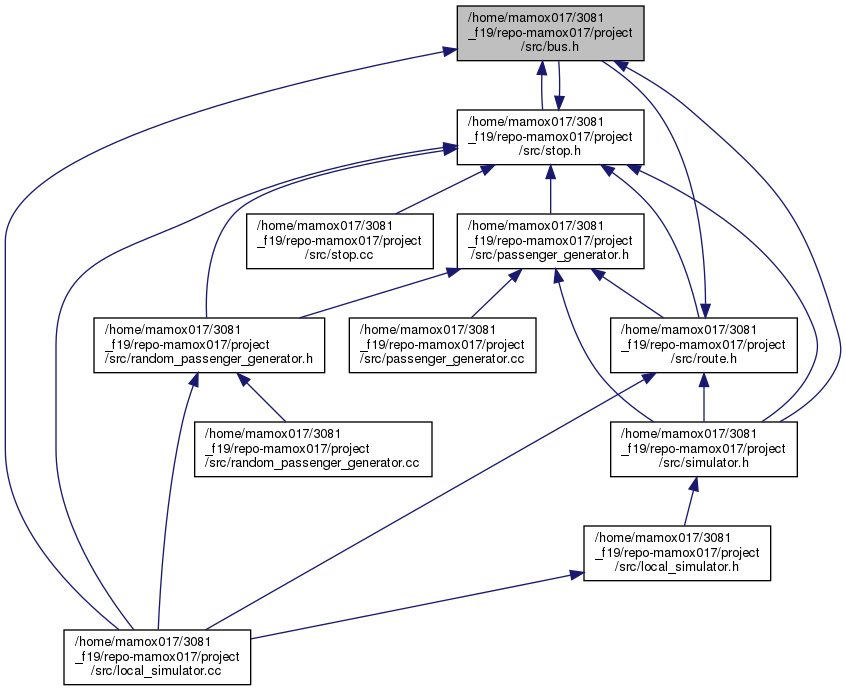 /home/mamox017/3081
_f19/repo-mamox017/project
/src/bus.h
/home/mamox017/3081
_f19/repo-mamox017/project
/src/stop.h
/home/mamox017/3081
_f19/repo-mamox017/project
/src/stop.cc
/home/mamox017/3081
_f19/repo-mamox017/project
/src/passenger_generator.h
/home/mamox017/3081
_f19/repo-mamox017/project
/src/random_passenger_generator.h
/home/mamox017/3081
_f19/repo-mamox017/project
/src/passenger_generator.cc
/home/mamox017/3081
_f19/repo-mamox017/project
/src/route.h
/home/mamox017/3081
_f19/repo-mamox017/project
/src/random_passenger_generator.cc
/home/mamox017/3081
_f19/repo-mamox017/project
/src/simulator.h
/home/mamox017/3081
_f19/repo-mamox017/project
/src/local_simulator.h
/home/mamox017/3081
_f19/repo-mamox017/project
/src/local_simulator.cc